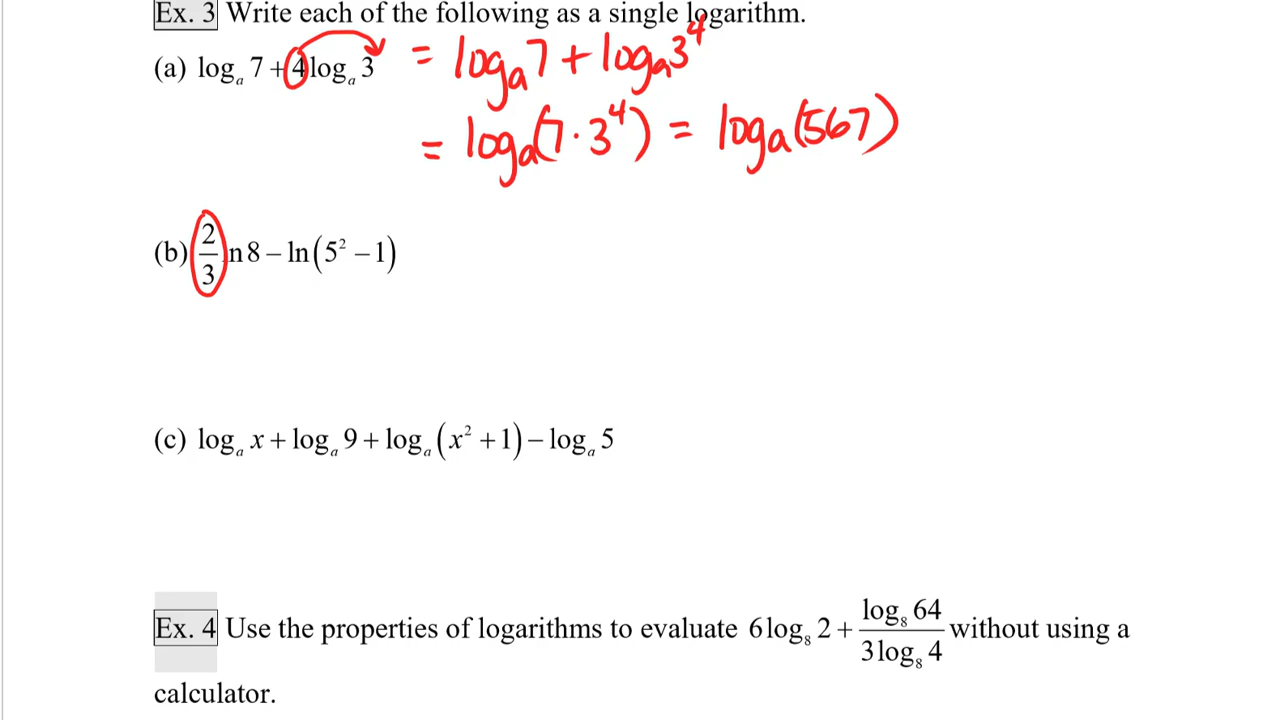 Ex. 3 Write each of the following as a single logarithm.
(a) logₐ 7 + 4 logₐ 3 = logₐ7 + logₐ3⁴
= logₐ(7·3⁴) = logₐ(567)
(b) 2/3 ln 8 − ln(5² − 1)
(c) logₐ x + logₐ 9 + logₐ(x² + 1) − logₐ 5
Ex. 4 Use the properties of logarithms to evaluate 6 log₈ 2 + log₈ 64 / 3 log₈ 4 without using a
calculator.